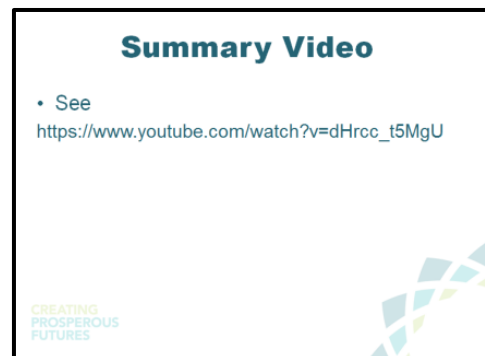 Summary Video
• See
https://www.youtube.com/watch?v=dHrcc_t5MgU
CREATING
PROSPEROUS
FUTURES